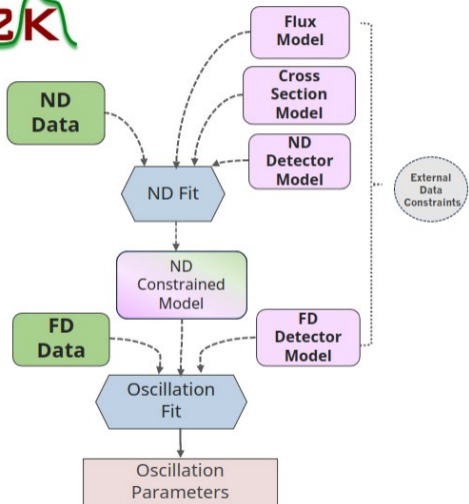 2K
Flux
Model
ND
Data
Cross
Section
Model
ND
Detector
Model
External
Data
Constraints
ND Fit
ND
Constrained
Model
FD
Data
FD
Detector
Model
Oscillation
Fit
Oscillation
Parameters